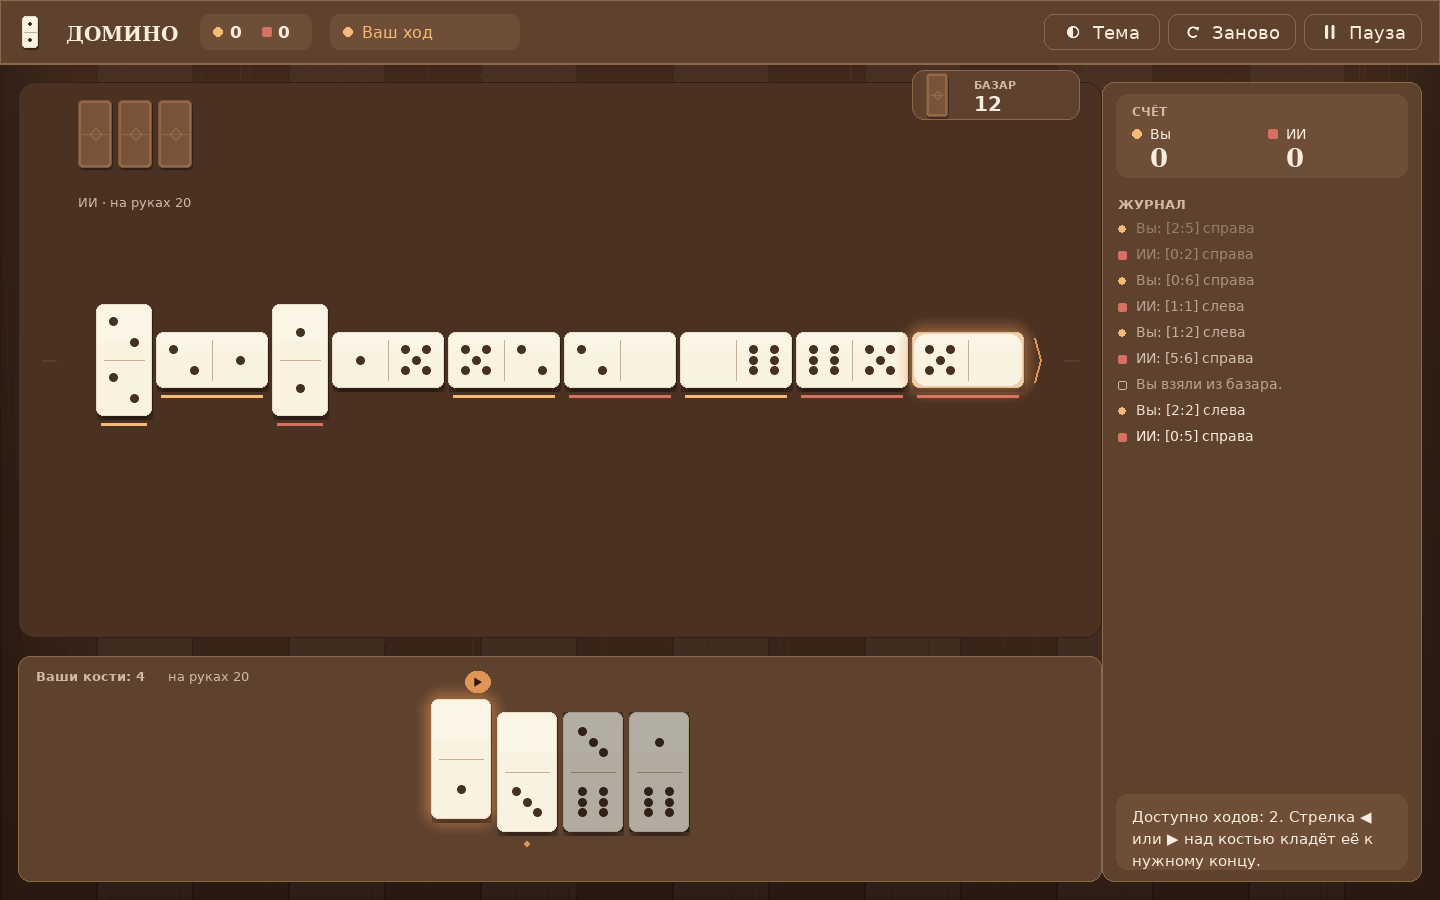 ДОМИНО
0 0
Ваш ход
Тема
Заново
Пауза
БАЗАР
12
ИИ · на руках 20
СЧЁТ
Вы ИИ
0 0
ЖУРНАЛ
Вы: [2:5] справа
ИИ: [0:2] справа
Вы: [0:6] справа
ИИ: [1:1] слева
Вы: [1:2] слева
ИИ: [5:6] справа
Вы взяли из базара.
Вы: [2:2] слева
ИИ: [0:5] справа
Ваши кости: 4 на руках 20
Доступно ходов: 2. Стрелка ◀
или ▶ над костью кладёт её к
нужному концу.